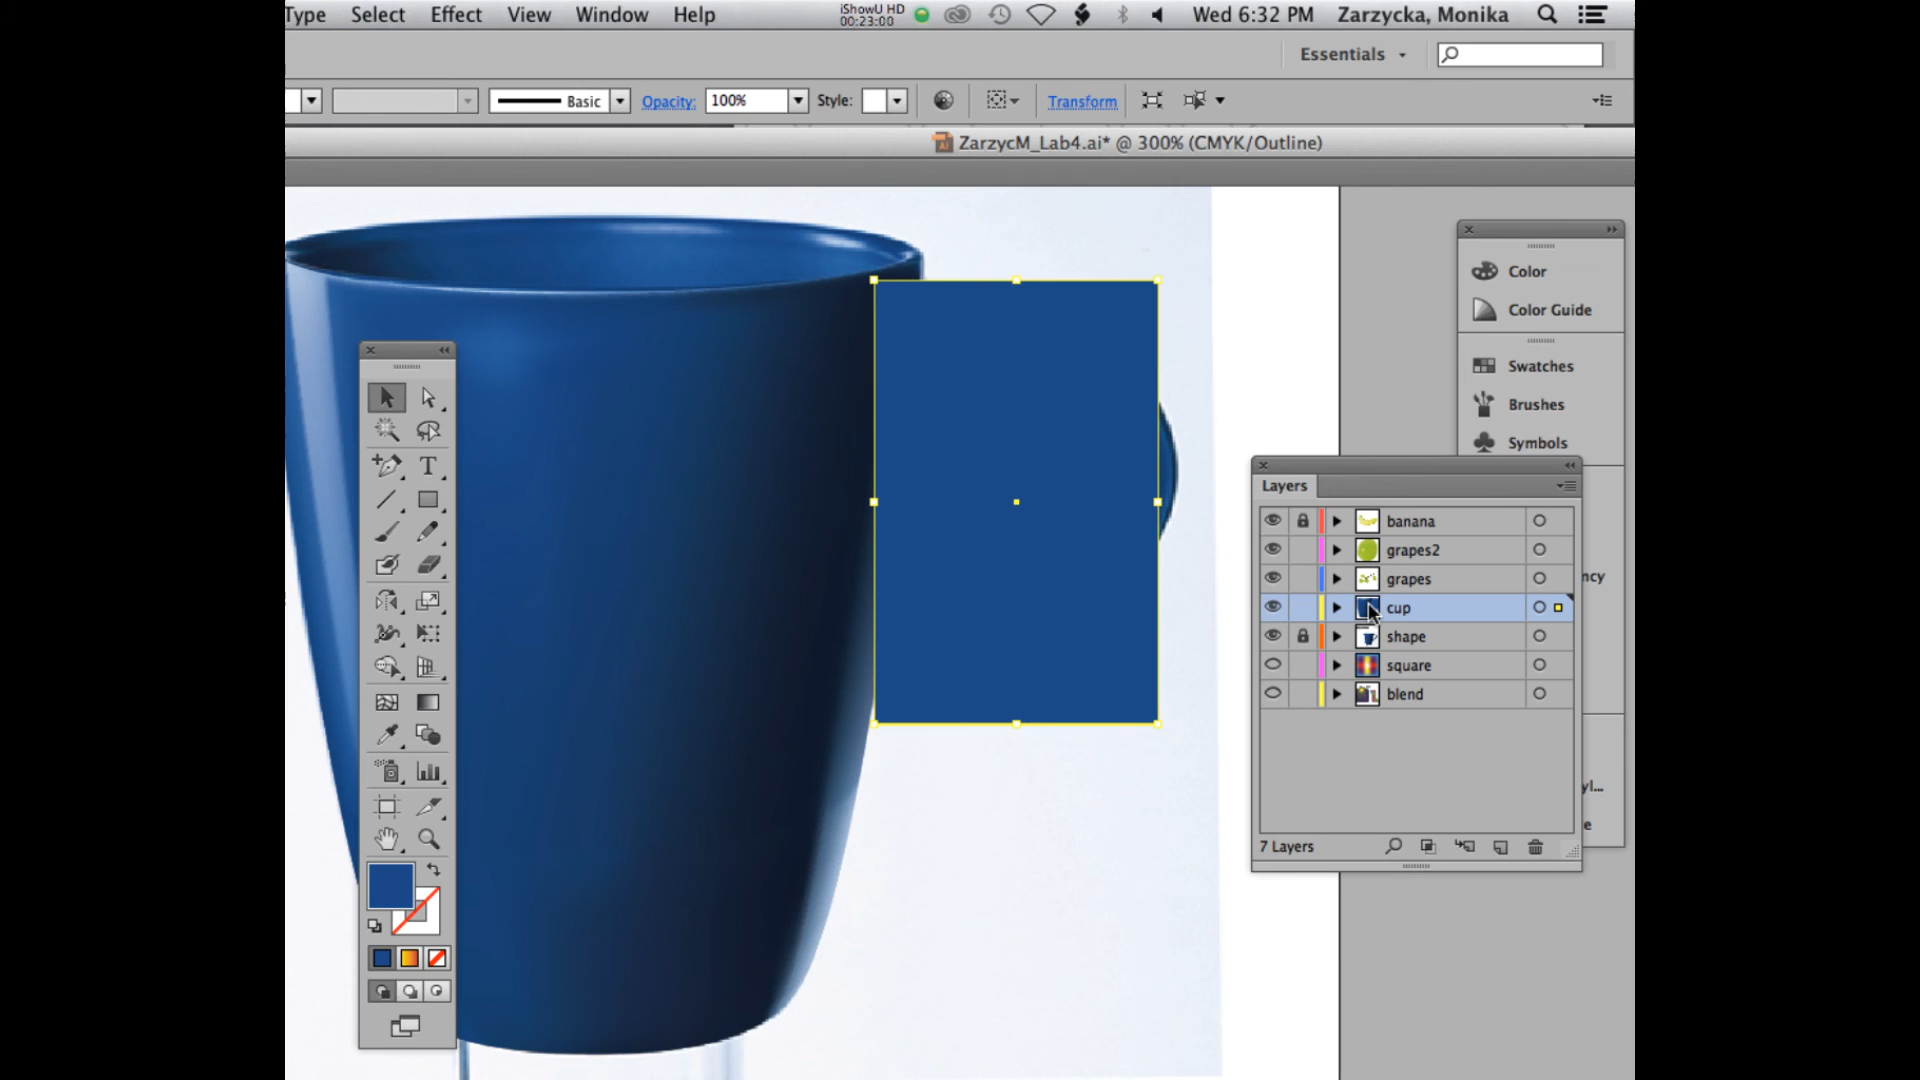 Type Select Effect View Window Help iShowU HD 00:23:00 Wed 6:32 PM Zarzycka, Monika
Essentials
Basic Opacity: 100% Style: Transform
ZarzycM_Lab4.ai* @ 300% (CMYK/Outline)
Color
Color Guide
Swatches
Brushes
Symbols
Layers
banana
grapes2
grapes
ncy
cup
shape
square
blend
yl...
e
7 Layers
T